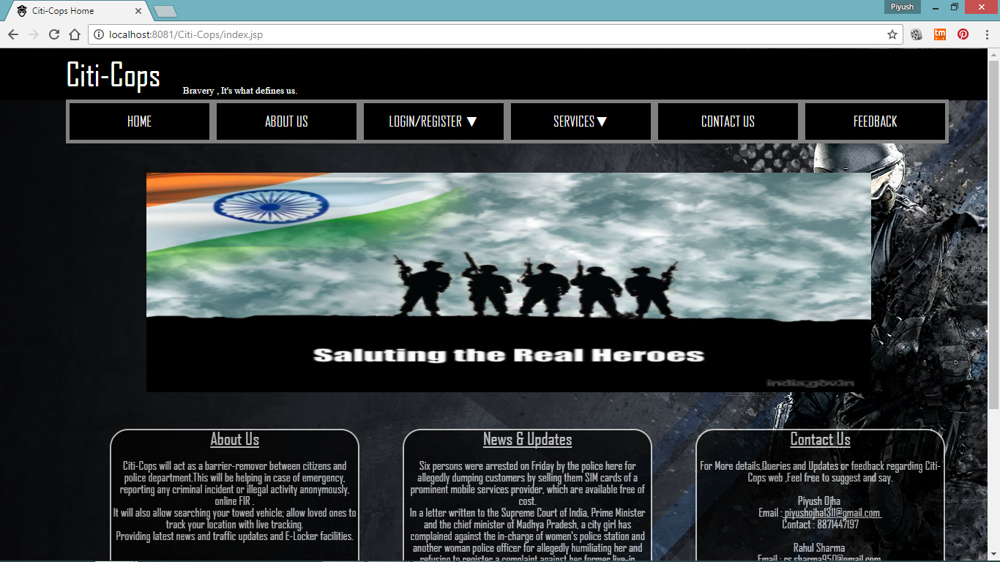 Citi-Cops Home
Piyush
localhost:8081/Citi-Cops/index.jsp
tm
Citi-Cops
Bravery , It's what defines us.
HOME
ABOUT US
LOGIN/REGISTER ▼
SERVICES▼
CONTACT US
FEEDBACK
Saluting the Real Heroes
india.gov.in
About Us
Citi-Cops will act as a barrier-remover between citizens and
police department.This will be helping in case of emergency,
reporting any criminal incident or illegal activity anonymously,
online FIR .
It will also allow searching your towed vehicle; allow loved ones to
track your location with live tracking.
Providing latest news and traffic updates and E-Locker facilities.
News & Updates
Six persons were arrested on Friday by the police here for
allegedly dumping customers by selling them SIM cards of a
prominent mobile services provider, which are available free of
cost.
In a letter written to the Supreme Court of India, Prime Minister
and the chief minister of Madhya Pradesh, a city girl has
complained against the in-charge of women's police station and
another woman police officer for allegedly humiliating her and
refusing to register a complaint against her former live-in
Contact Us
For More details,Queries and Updates or feedback regarding Citi-
Cops web ,Feel free to suggest and say.
Piyush Ojha
Email : piyushojha1311@gmail.com
Contact : 8871447197
Rahul Sharma
Email : rs.sharma950@gmail.com